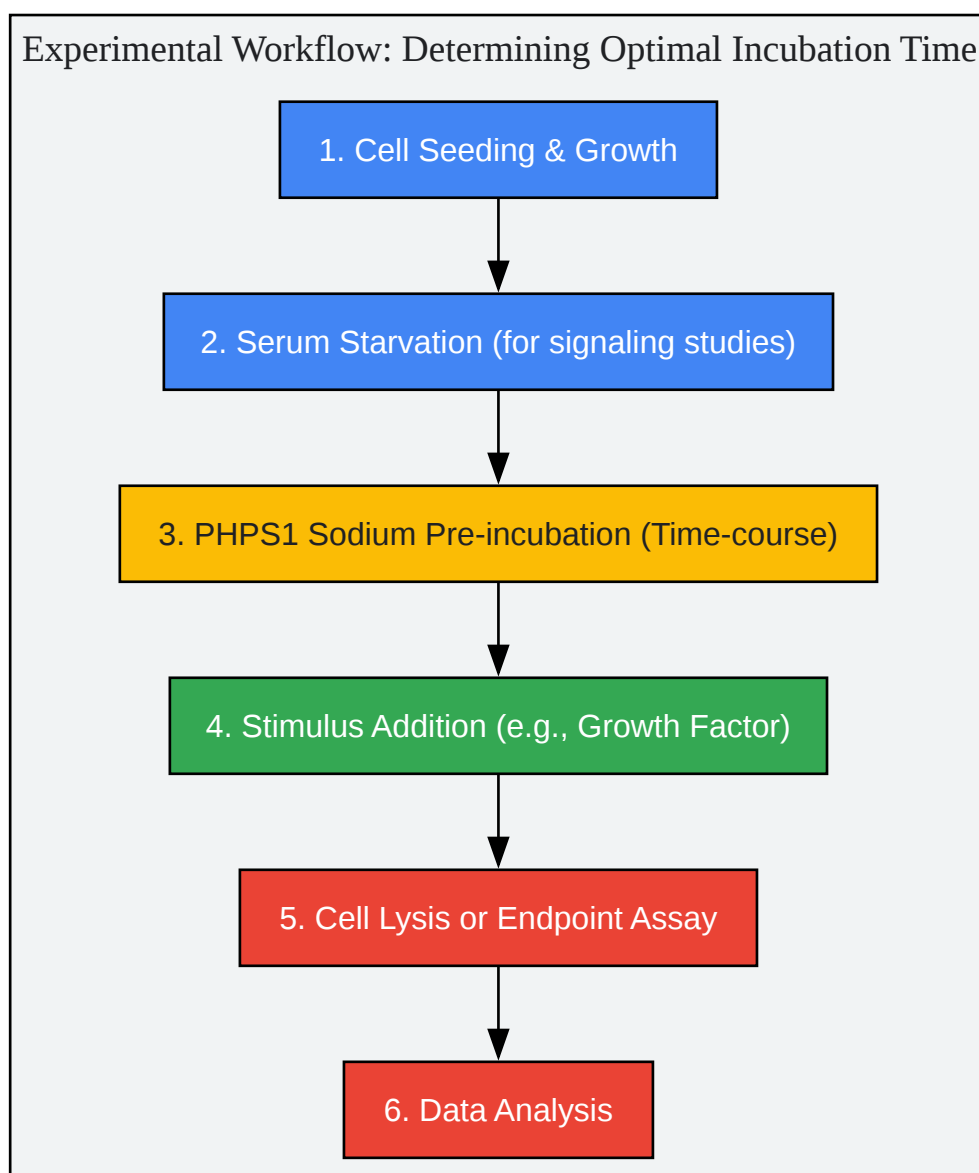 Experimental Workflow: Determining Optimal Incubation Time
1. Cell Seeding & Growth
2. Serum Starvation (for signaling studies)
3. PHPS1 Sodium Pre-incubation (Time-course)
4. Stimulus Addition (e.g., Growth Factor)
5. Cell Lysis or Endpoint Assay
6. Data Analysis